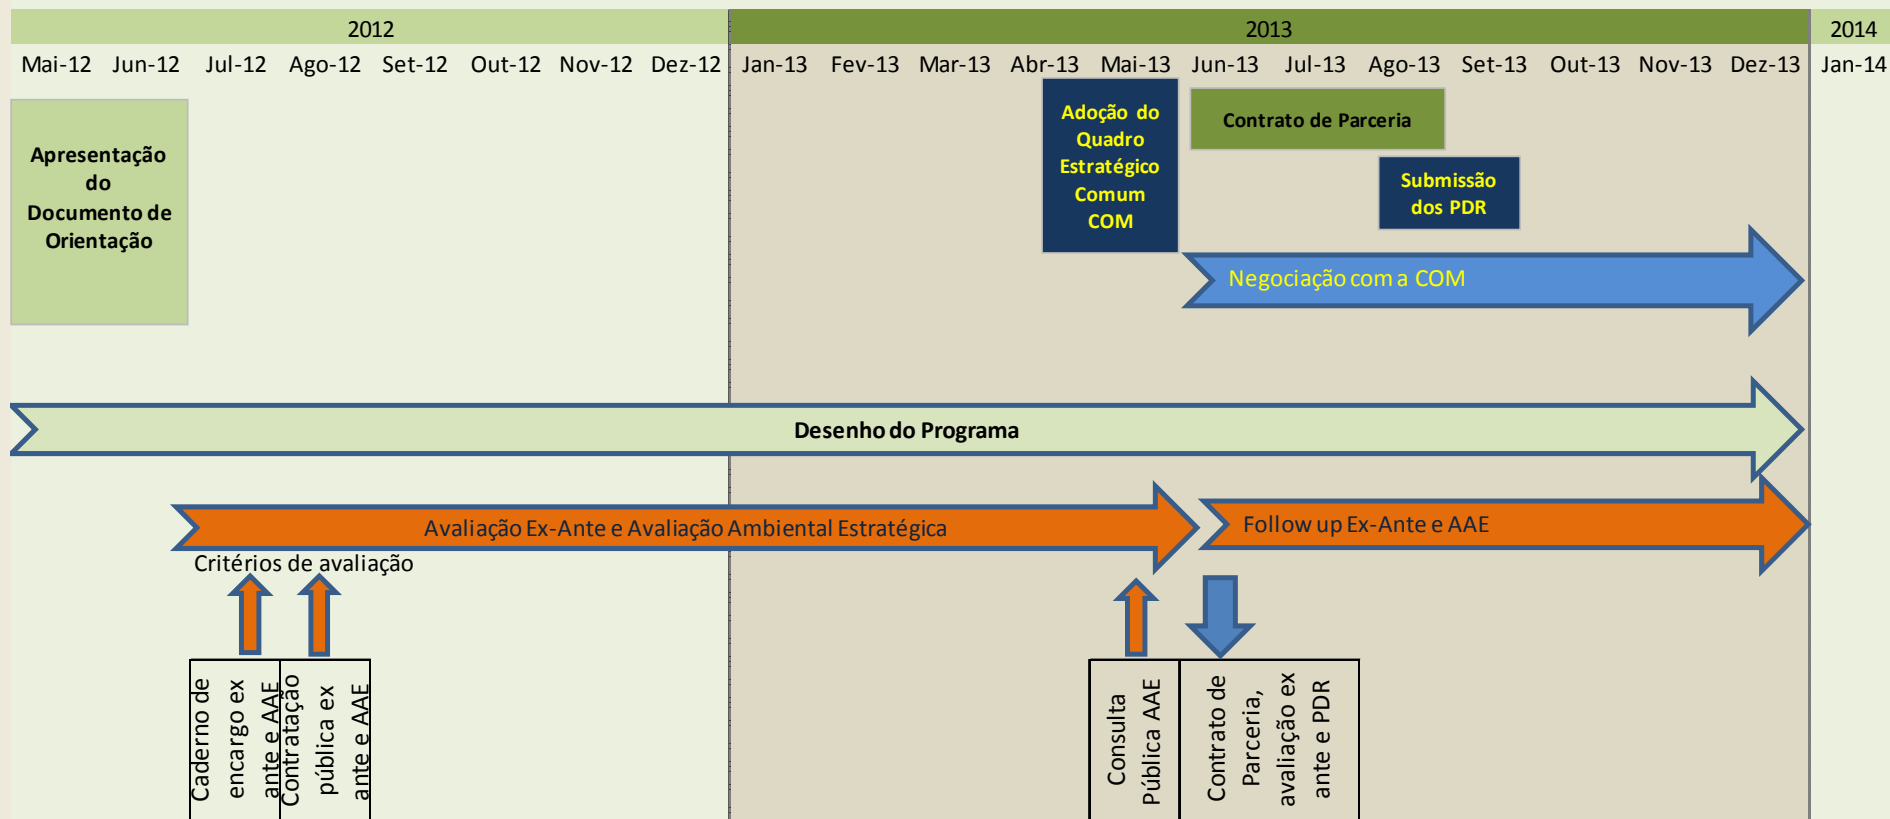 2012
2013
2014
Mai-12 Jun-12 Jul-12 Ago-12 Set-12 Out-12 Nov-12 Dez-12 Jan-13 Fev-13 Mar-13 Abr-13 Mai-13 Jun-13 Jul-13 Ago-13 Set-13 Out-13 Nov-13 Dez-13 Jan-14
Apresentação
do
Documento de
Orientação
Adoção do
Quadro
Estratégico
Comum
COM
Contrato de Parceria
Submissão
dos PDR
Negociação com a COM
Desenho do Programa
Avaliação Ex-Ante e Avaliação Ambiental Estratégica
Follow up Ex-Ante e AAE
Critérios de avaliação
Caderno de
encargo ex
ante e AAE
Contratação
pública ex
ante e AAE
Consulta
Pública AAE
Contrato de
Parceria,
avaliação ex
ante e PDR